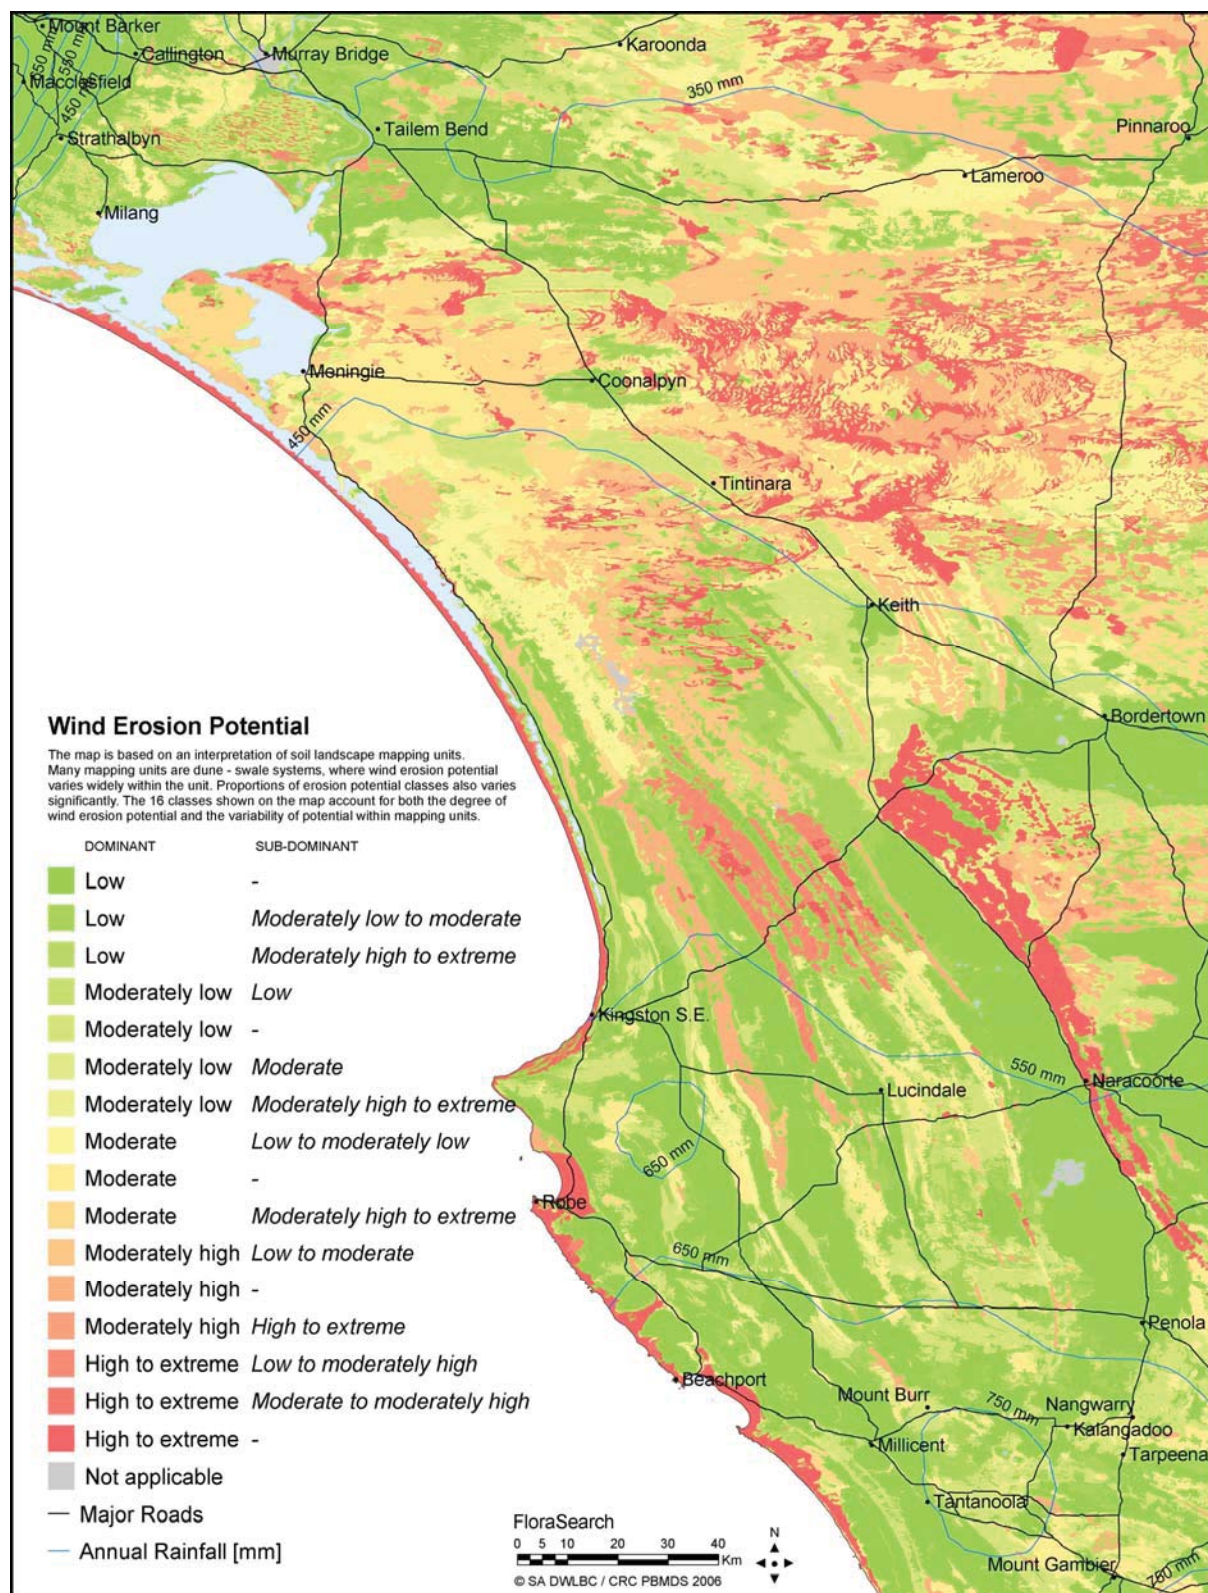 Mount Barker
Callington
Murray Bridge
Karoonda
550 mm
Macclesfield
450 mm
350 mm
Strathalbyn
Tailem Bend
Pinnaroo
Lameroo
Milang
Meningie
Coonalpyn
450 mm
Tintinara
Keith
Bordertown
Wind Erosion Potential
The map is based on an interpretation of soil landscape mapping units.
Many mapping units are dune - swale systems, where wind erosion potential
varies widely within the unit. Proportions of erosion potential classes also varies
significantly. The 16 classes shown on the map account for both the degree of
wind erosion potential and the variability of potential within mapping units.
DOMINANT SUB-DOMINANT
Low -
Low Moderately low to moderate
Low Moderately high to extreme
Moderately low Low
Moderately low -
Moderately low Moderate
Moderately low Moderately high to extreme
Moderate Low to moderately low
Moderate -
Moderate Moderately high to extreme
Moderately high Low to moderate
Moderately high -
Moderately high High to extreme
High to extreme Low to moderately high
High to extreme Moderate to moderately high
High to extreme -
Not applicable
Major Roads
Annual Rainfall [mm]
Kingston S.E.
550 mm
Naracoorte
Lucindale
650 mm
Robe
650 mm
Penola
Beachport
Mount Burr
750 mm
Nangwarry
Kalangadoo
Millicent
Tarpeena
Tantanoola
Mount Gambier
750 mm
FloraSearch
0 5 10 20 30 40
Km
N
© SA DWLBC / CRC PBMDS 2006